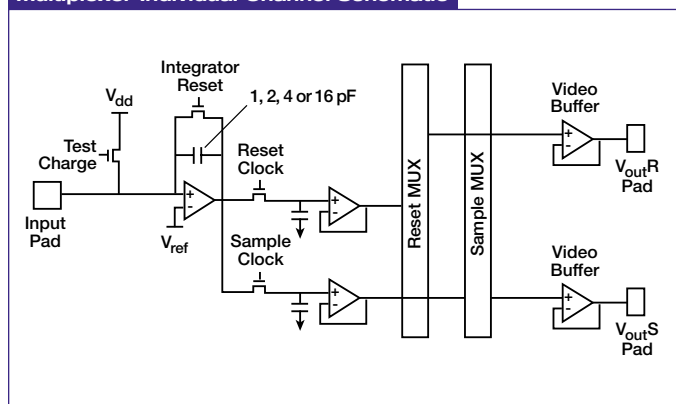 Multiplexer Individual Channel Schematic
Integrator
Reset
1, 2, 4 or 16 pF
Vdd
Test
Charge
Reset
Clock
Input
Pad
+
-
Vref
Sample
Clock
+
-
+
-
Reset MUX
Sample MUX
Video
Buffer
+
-
VoutR
Pad
Video
Buffer
+
-
VoutS
Pad